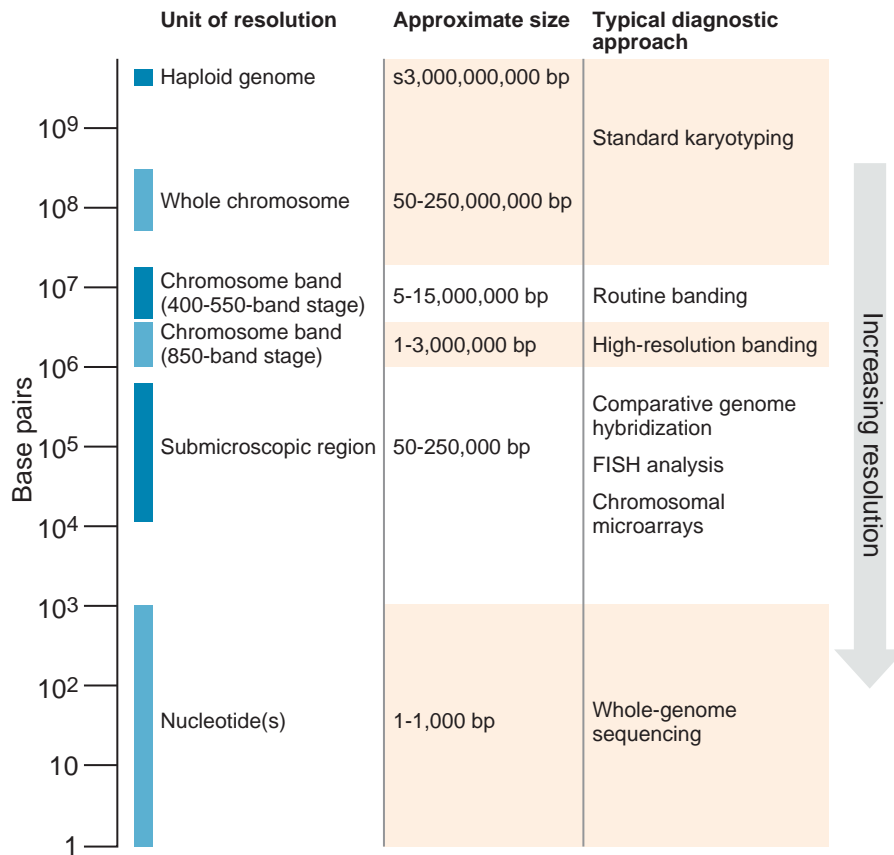 Unit of resolution
Approximate size
Typical diagnostic
approach
Haploid genome
s3,000,000,000 bp
10⁹
Standard karyotyping
Whole chromosome
50-250,000,000 bp
10⁸
10⁷
Chromosome band
(400-550-band stage)
5-15,000,000 bp
Routine banding
Chromosome band
(850-band stage)
1-3,000,000 bp
High-resolution banding
10⁶
Comparative genome
hybridization
Submicroscopic region
50-250,000 bp
10⁵
FISH analysis
Chromosomal
microarrays
10⁴
10³
10²
Nucleotide(s)
1-1,000 bp
Whole-genome
sequencing
10
1
Base pairs
Increasing resolution